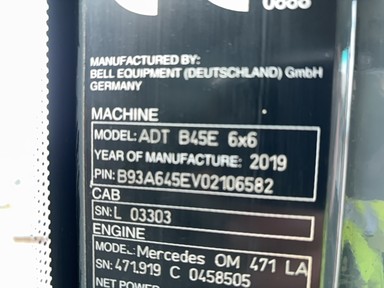 MANUFACTURED BY:
BELL EQUIPMENT (DEUTSCHLAND) GmbH
GERMANY
MACHINE
MODEL: ADT B45E 6x6
YEAR OF MANUFACTURE: 2019
PIN: B93A645EV02106582
CAB
SN: L 03303
ENGINE
MODEL: Mercedes OM 471 LA
SN: 471.919 C 0458505
NET POWER